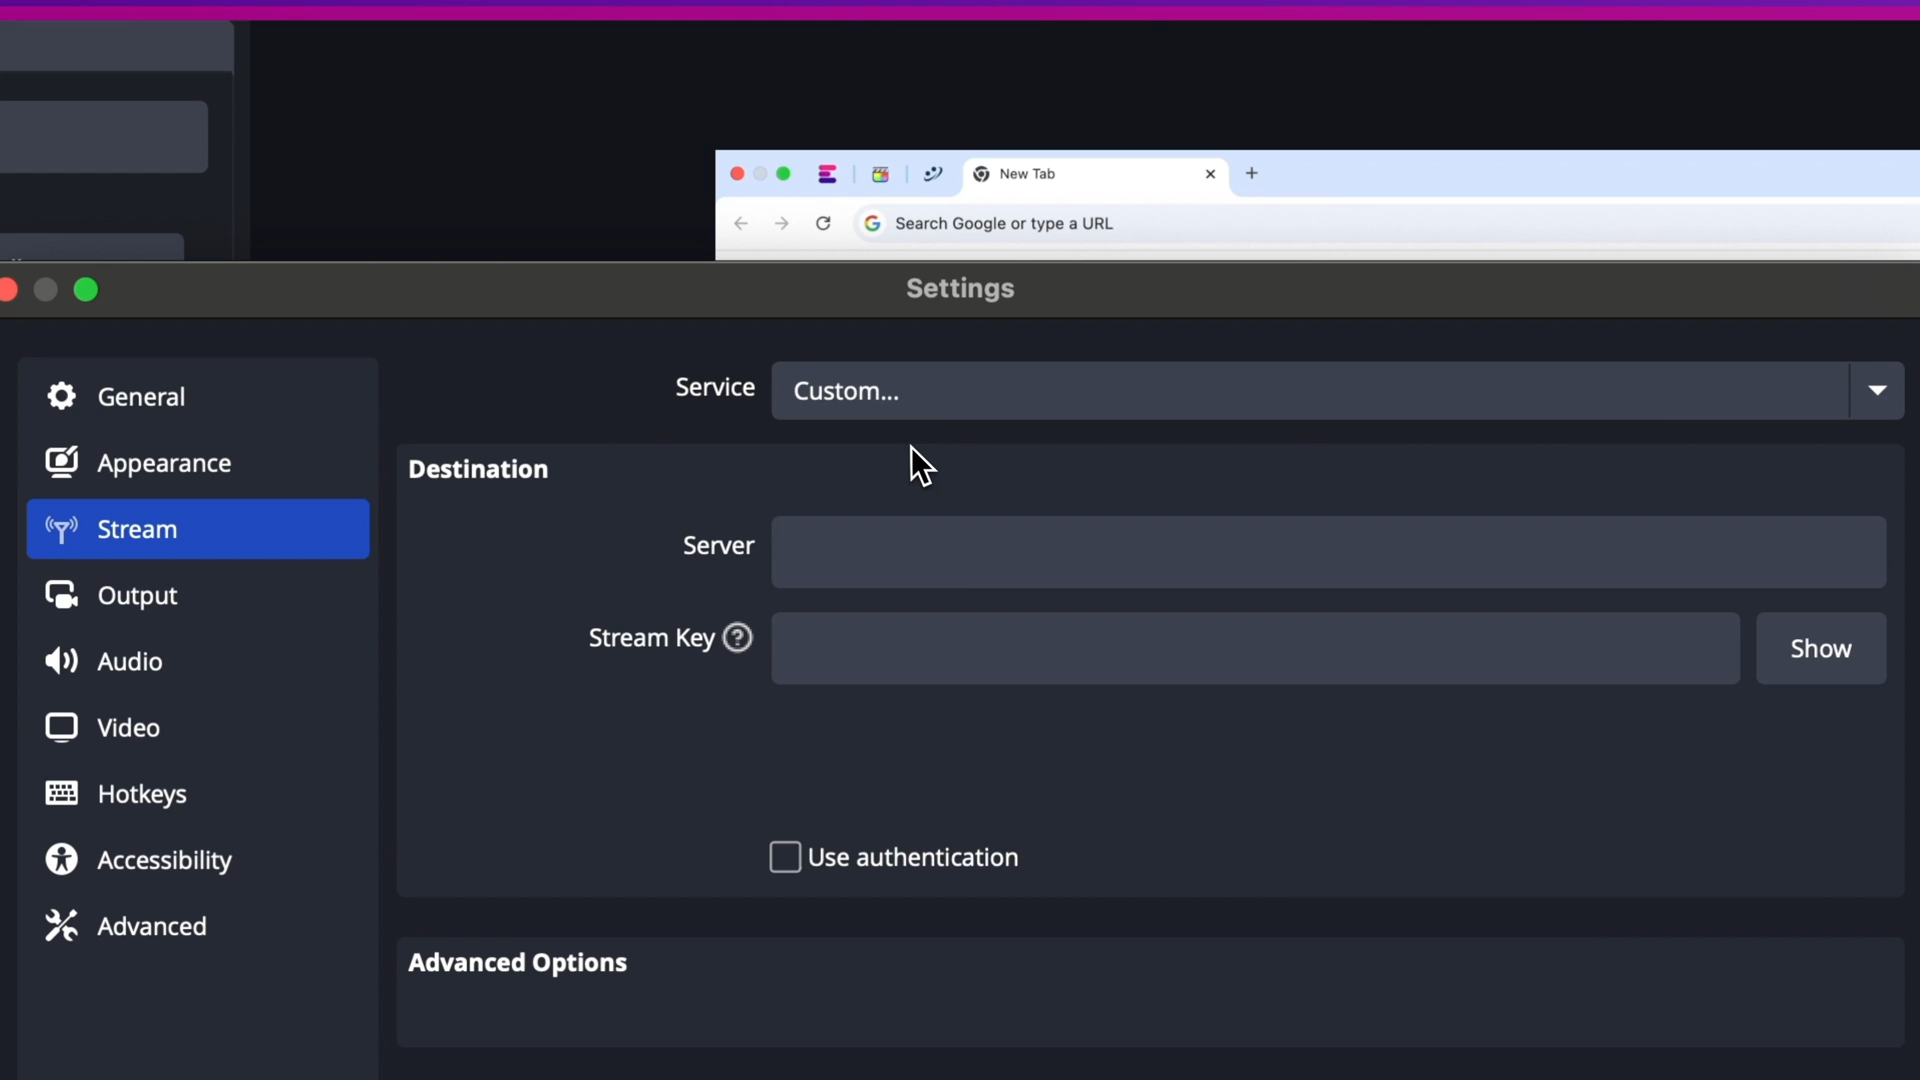 New Tab
Search Google or type a URL
Settings
General
Appearance
Stream
Output
Audio
Video
Hotkeys
Accessibility
Advanced
Service
Custom...
Destination
Server
Stream Key
Show
Use authentication
Advanced Options